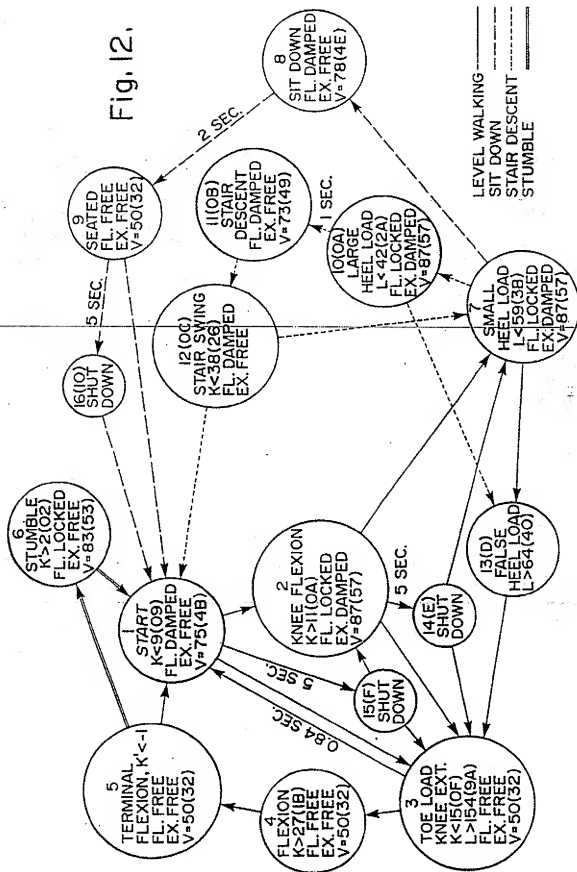 Fig. 12.
1
START
K<9(09)
FL. DAMPED
EX. FREE
V=75(4B)
2
KNEE FLEXION
K>11(0A)
FL. LOCKED
EX. DAMPED
V=87(57)
3
TOE LOAD
KNEE EXT.
K<15(0F)
L>154(9A)
FL. FREE
EX. FREE
V=50(32)
4
FLEXION
K>27(1B)
FL. FREE
EX. FREE
V=50(32)
5
TERMINAL
FLEXION, K'<-1
FL. FREE
EX. FREE
V=50(32)
6
STUMBLE
K>2(02)
FL. LOCKED
EX. FREE
V=83(53)
7
SMALL
HEEL LOAD
L<59(3B)
FL. LOCKED
EX. DAMPED
V=87(57)
8
SIT DOWN
FL. DAMPED
EX. FREE
V=78(4E)
9
SEATED
FL. FREE
EX. FREE
V=50(32)
10(0A)
LARGE
HEEL LOAD
L<42(2A)
FL. LOCKED
EX. DAMPED
V=87(57)
11(0B)
STAIR
DESCENT
FL. DAMPED
EX. FREE
V=73(49)
12(0C)
STAIR SWING
K<38(26)
FL. DAMPED
EX. FREE
13(D)
FALSE
HEEL LOAD
L>64(40)
14(E)
SHUT
DOWN
15(F)
SHUT
DOWN
16(10)
SHUT
DOWN
5 SEC.
2 SEC.
1 SEC.
5 SEC.
5 SEC.
0.84 SEC.
LEVEL WALKING
SIT DOWN
STAIR DESCENT
STUMBLE